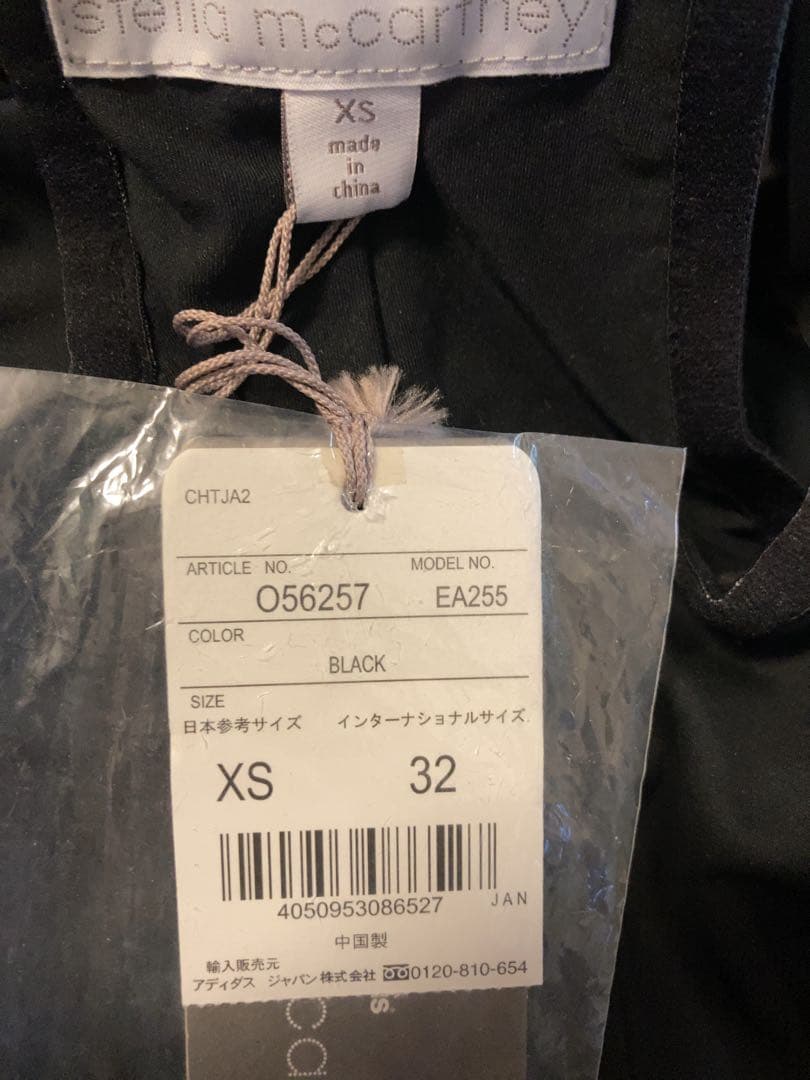 stella mccartney
XS
made
in
china
CHTJA2
ARTICLE NO. MODEL NO.
O56257 EA255
COLOR
BLACK
SIZE
日本参考サイズ インターナショナルサイズ
XS 32
4050953086527 JAN
中国製
輸入販売元
アディダス ジャパン株式会社 0120-810-654
s
ca